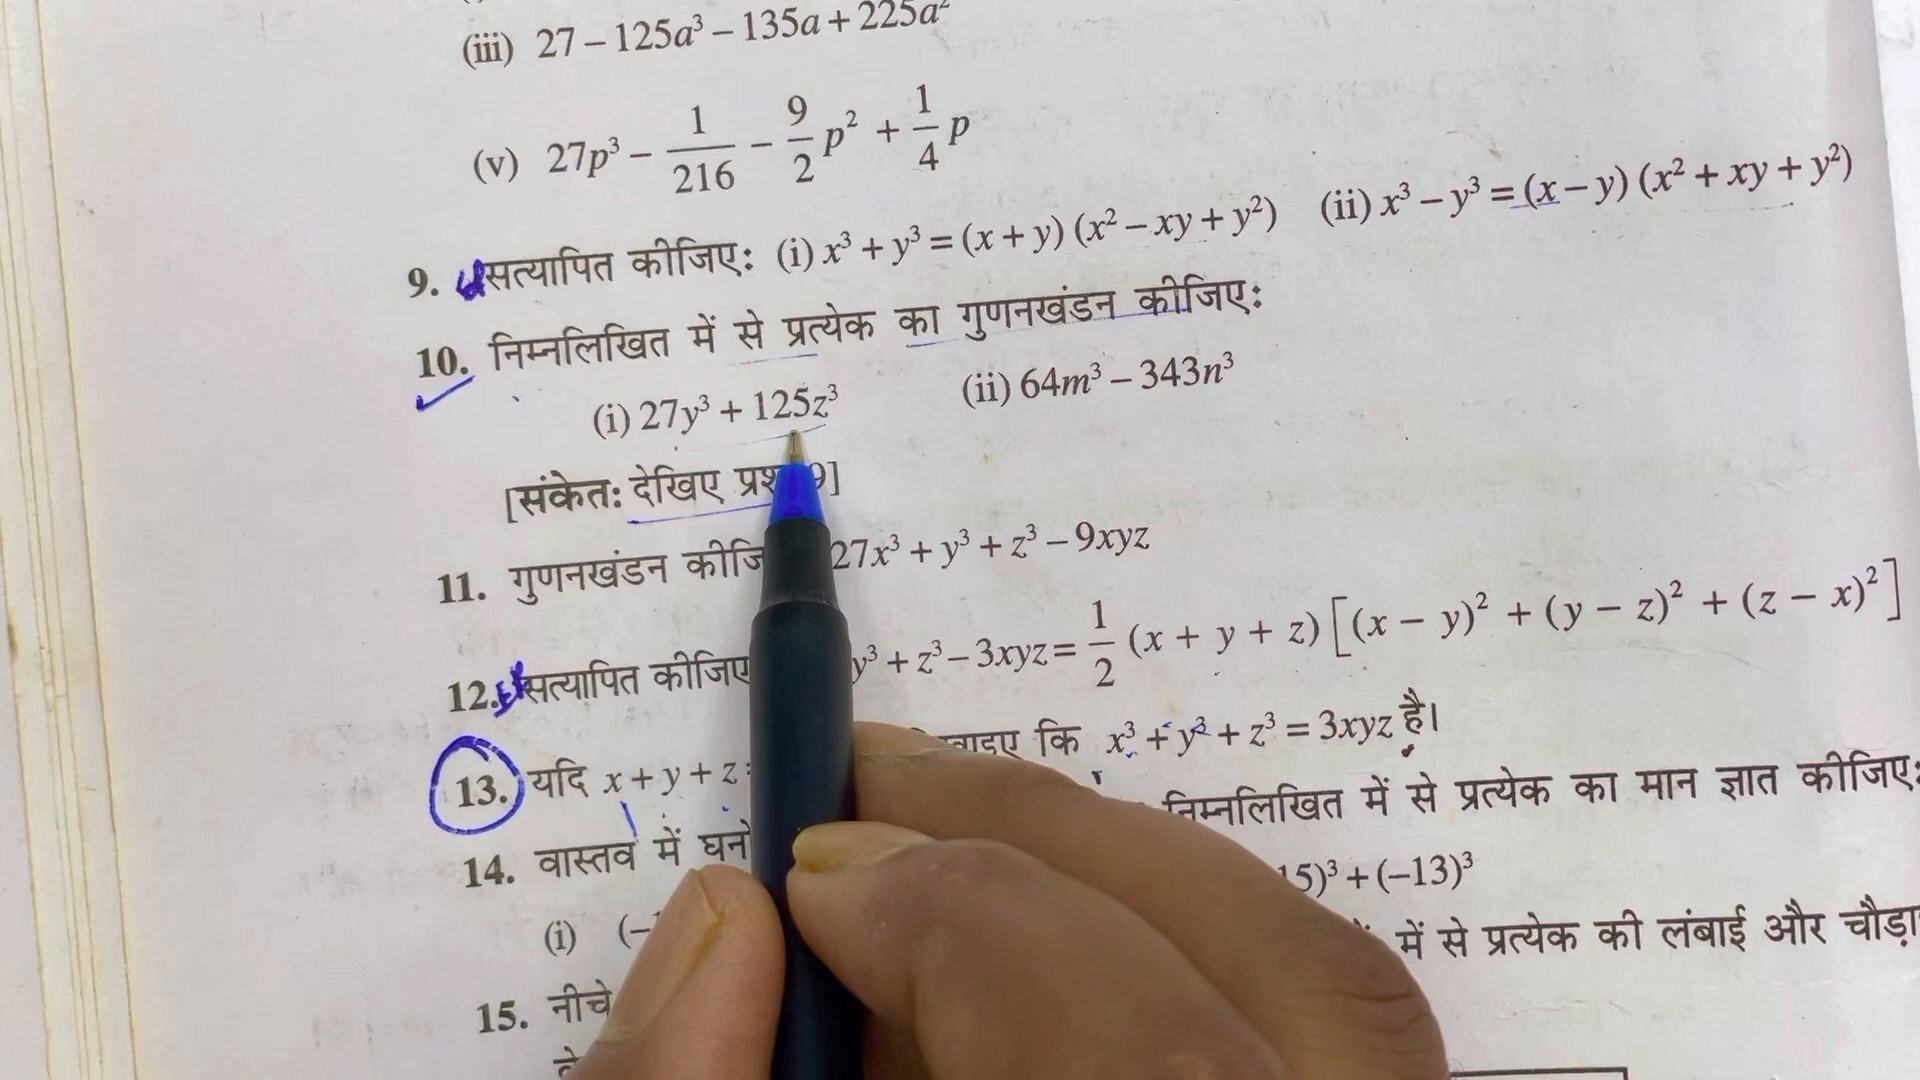 (iii) 27 – 125a³ – 135a + 225a²
(v) 27p³ – 1/216 – 9/2 p² + 1/4 p
9. सत्यापित कीजिए: (i) x³ + y³ = (x + y) (x² – xy + y²) (ii) x³ – y³ = (x – y) (x² + xy + y²)
10. निम्नलिखित में से प्रत्येक का गुणनखंडन कीजिए:
(i) 27y³ + 125z³ (ii) 64m³ – 343n³
[संकेत: देखिए 9]
11. गुणनखंडन 27x³ + y³ + z³ – 9xyz
12. सत्यापित कीजिए y³ + z³ – 3xyz = 1/2 (x + y + z) [(x – y)² + (y – z)² + (z – x)²]
13. यदि x + y + z कि x³ + y³ + z³ = 3xyz है।
14. वास्तव में निम्नलिखित में से प्रत्येक का मान ज्ञात कीजिए:
(i) (– 15)³ + (–13)³
15. नीचे में से प्रत्येक की लंबाई और